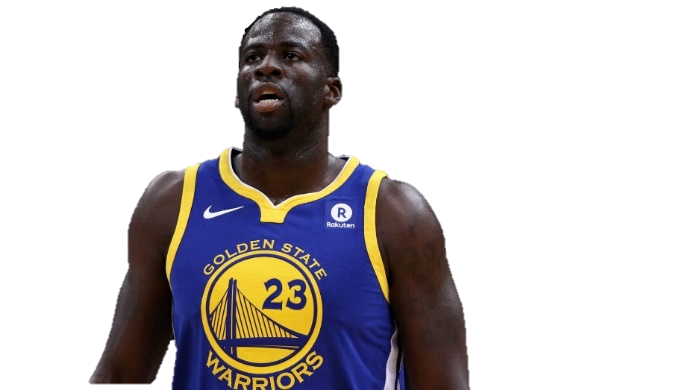 R
Rakuten
GOLDEN STATE
23
WARRIORS